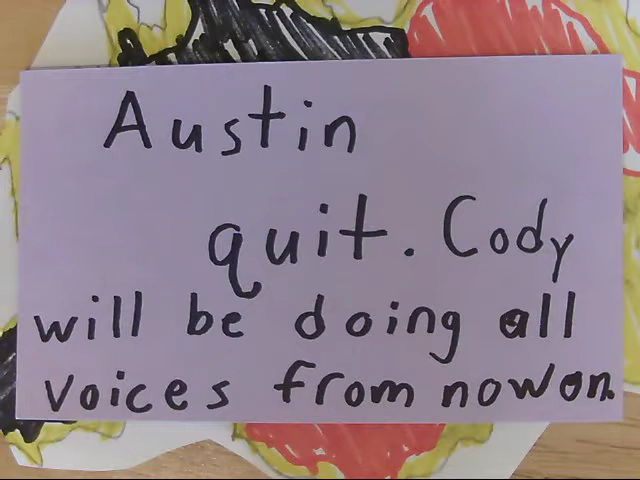 Austin
quit. Cody
will be doing all
voices from now on.